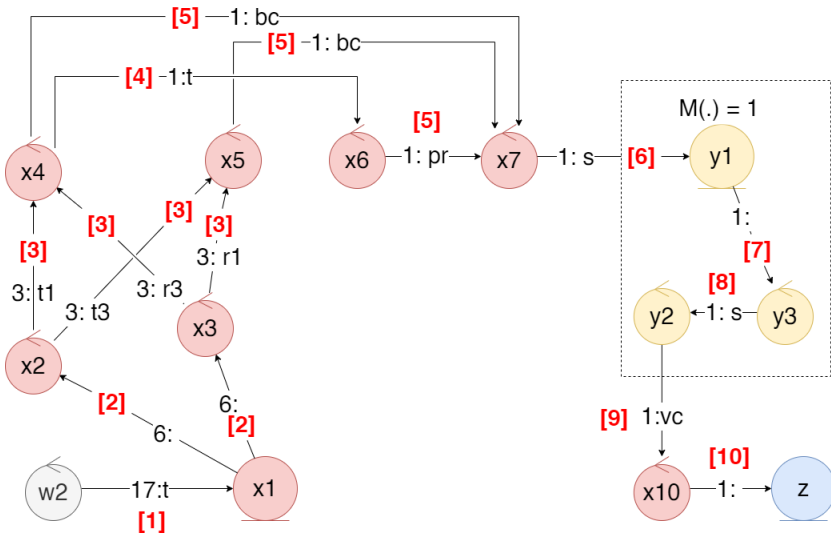 [5] 1: bc
[5] 1: bc
[4] 1:t
M(.) = 1
[5]
x4
x5
x6
1: pr
x7
1: s
[6]
y1
[3]
[3]
[3]
[3]
1:
[7]
3: r1
[8]
3: t1
3: t3
3: r3
x3
y2
1: s
y3
x2
[2]
6:
[2]
6:
[9]
1:vc
[10]
w2
17:t
x1
x10
1:
z
[1]